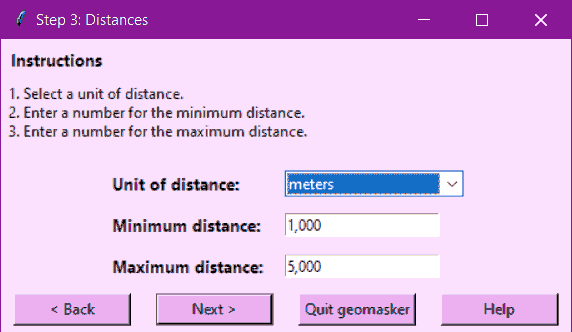 Step 3: Distances
Instructions
1. Select a unit of distance.
2. Enter a number for the minimum distance.
3. Enter a number for the maximum distance.
Unit of distance: meters
Minimum distance: 1,000
Maximum distance: 5,000
< Back Next > Quit geomasker Help